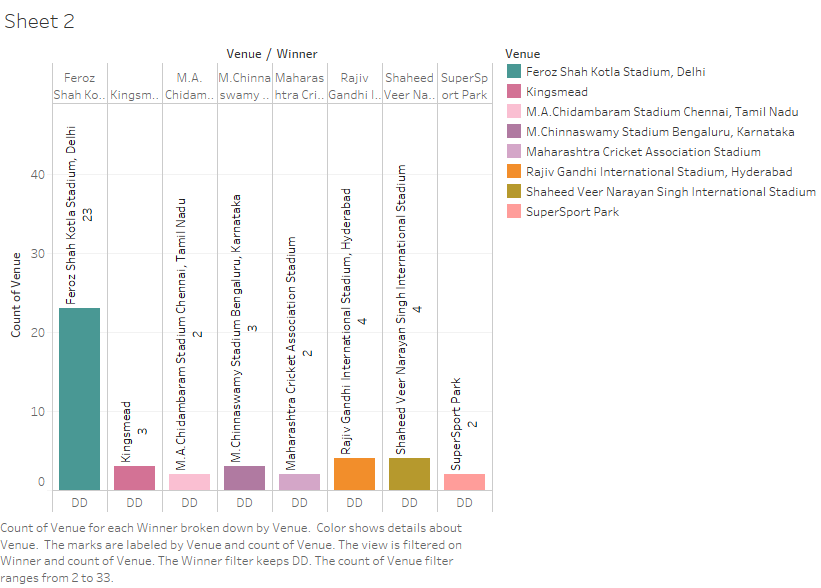 Sheet 2
Venue / Winner
Feroz Shah Ko..
Kingsm..
M.A. Chidam..
M.Chinna swamy ..
Maharas htra Cri..
Rajiv Gandhi I..
Shaheed Veer Na..
SuperSp ort Park
Count of Venue
40
30
20
10
0
Feroz Shah Kotla Stadium, Delhi
23
Kingsmead
3
M.A.Chidambaram Stadium Chennai, Tamil Nadu
2
M.Chinnaswamy Stadium Bengaluru, Karnataka
3
Maharashtra Cricket Association Stadium
2
Rajiv Gandhi International Stadium, Hyderabad
4
Shaheed Veer Narayan Singh International Stadium
4
SuperSport Park
2
DD DD DD DD DD DD DD DD
Venue
Feroz Shah Kotla Stadium, Delhi
Kingsmead
M.A.Chidambaram Stadium Chennai, Tamil Nadu
M.Chinnaswamy Stadium Bengaluru, Karnataka
Maharashtra Cricket Association Stadium
Rajiv Gandhi International Stadium, Hyderabad
Shaheed Veer Narayan Singh International Stadium
SuperSport Park
Count of Venue for each Winner broken down by Venue.  Color shows details about
Venue.  The marks are labeled by Venue and count of Venue. The view is filtered on
Winner and count of Venue. The Winner filter keeps DD. The count of Venue filter
ranges from 2 to 33.